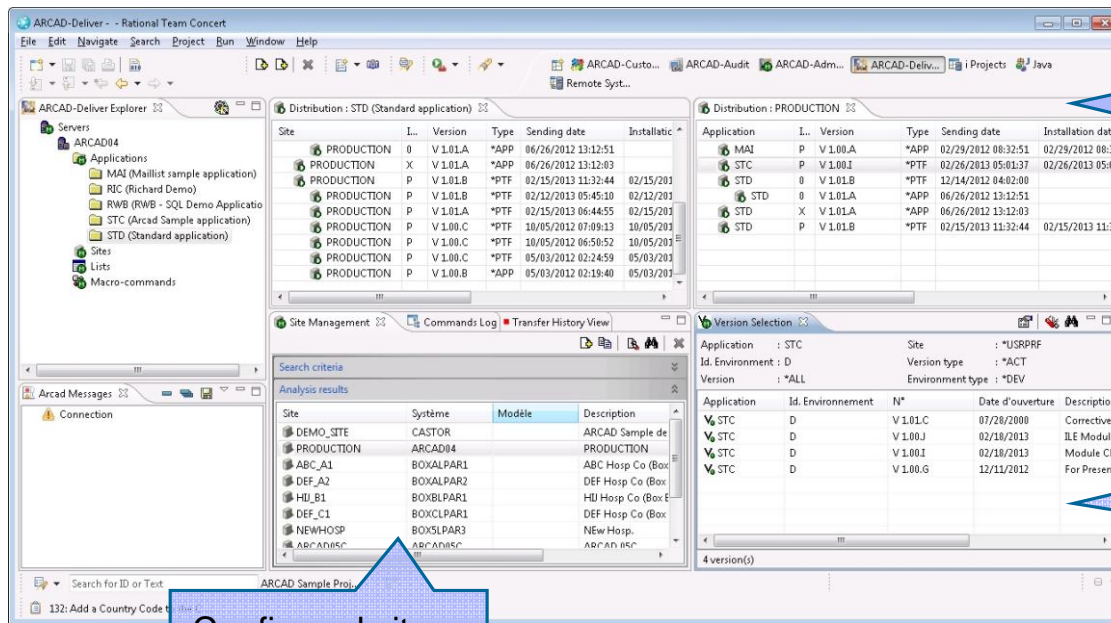 ARCAD-Deliver - - Rational Team Concert
File Edit Navigate Search Project Run Window Help
ARCAD-Custo... ARCAD-Audit ARCAD-Adm... ARCAD-Deliv... i Projects Java
Remote Syst...
ARCAD-Deliver Explorer
Servers
ARCAD04
Applications
MAI (Maillist sample application)
RIC (Richard Demo)
RWB (RWB - SQL Demo Applicatio
STC (Arcad Sample application)
STD (Standard application)
Sites
Lists
Macro-commands
Distribution : STD (Standard application)
Site I... Version Type Sending date Installatic
PRODUCTION 0 V 1.01.A *APP 06/26/2012 13:12:51
PRODUCTION X V 1.01.A *APP 06/26/2012 13:12:03
PRODUCTION P V 1.01.B *PTF 02/15/2013 11:32:44 02/15/201
PRODUCTION P V 1.01.B *PTF 02/12/2013 05:45:10 02/12/201
PRODUCTION P V 1.01.A *PTF 02/15/2013 06:44:55 02/15/201
PRODUCTION P V 1.00.C *PTF 10/05/2012 07:09:13 10/05/201
PRODUCTION P V 1.00.C *PTF 10/05/2012 06:50:52 10/05/201
PRODUCTION P V 1.00.C *PTF 05/03/2012 02:24:59 05/03/201
PRODUCTION P V 1.00.B *APP 05/03/2012 02:19:40 05/03/201
Distribution : PRODUCTION
Application I... Version Type Sending date Installation dat
MAI P V 1.00.A *APP 02/29/2012 08:32:51 02/29/2012 08:3
STC P V 1.00.I *PTF 02/26/2013 05:01:37 02/26/2013 05:0
STD 0 V 1.01.B *PTF 12/14/2012 04:02:00
STD 0 V 1.01.A *APP 06/26/2012 13:12:51
STD X V 1.01.A *APP 06/26/2012 13:12:03
STD P V 1.01.B *PTF 02/15/2013 11:32:44 02/15/2013 11:3
Arcad Messages
Connection
Site Management Commands Log Transfer History View
Search criteria
Analysis results
Site Système Modèle Description
DEMO_SITE CASTOR ARCAD Sample de
PRODUCTION ARCAD04 PRODUCTION
ABC_A1 BOXALPAR1 ABC Hosp Co (Box
DEF_A2 BOXALPAR2 DEF Hosp Co (Box
HIJ_B1 BOXBLPAR1 HIJ Hosp Co (Box E
DEF_C1 BOXCLPAR1 DEF Hosp Co (Box
NEWHOSP BOX5LPAR3 NEw Hosp.
ARCAD05C ARCAD05C ARCAD 05C
Version Selection
Application : STC Site : *USRPRF
Id. Environment : D Version type : *ACT
Version : *ALL Environment type : *DEV
Application Id. Environnement N° Date d'ouverture Descriptio
STC D V 1.01.C 07/28/2000 Corrective
STC D V 1.00.J 02/18/2013 ILE Modul
STC D V 1.00.I 02/18/2013 Module Cl
STC D V 1.00.G 12/11/2012 For Presen
4 version(s)
Search for ID or Text ARCAD Sample Proj...
132: Add a Country Code